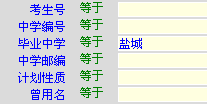 考生号 等于
中学编号 等于
毕业中学 等于 盐城
中学邮编 等于
计划性质 等于
曾用名 等于